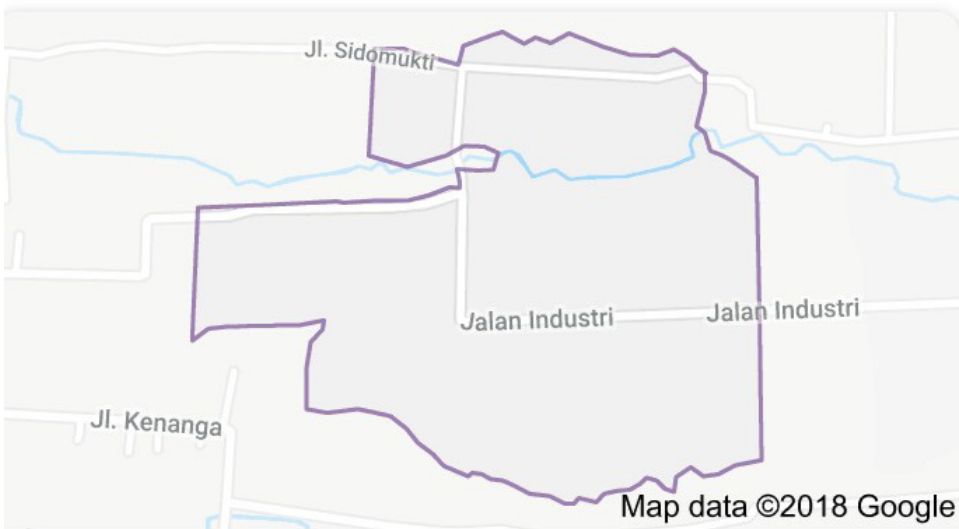 Jl. Sidomukti
Jalan Industri
Jalan Industri
Jl. Kenanga
Map data ©2018 Google